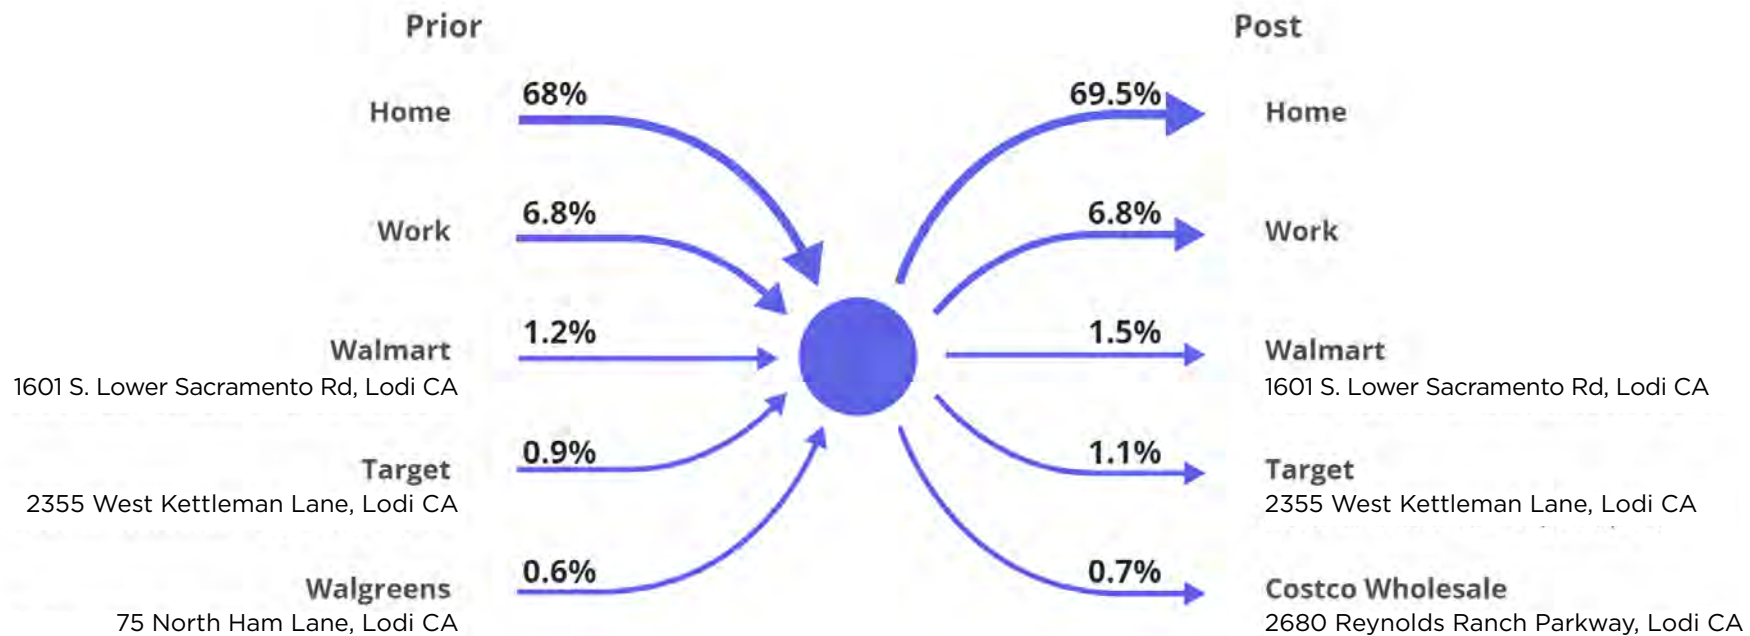 Prior
Post
Home
68%
69.5%
Home
Work
6.8%
6.8%
Work
Walmart
1601 S. Lower Sacramento Rd, Lodi CA
1.2%
1.5%
Walmart
1601 S. Lower Sacramento Rd, Lodi CA
Target
2355 West Kettleman Lane, Lodi CA
0.9%
1.1%
Target
2355 West Kettleman Lane, Lodi CA
Walgreens
75 North Ham Lane, Lodi CA
0.6%
0.7%
Costco Wholesale
2680 Reynolds Ranch Parkway, Lodi CA